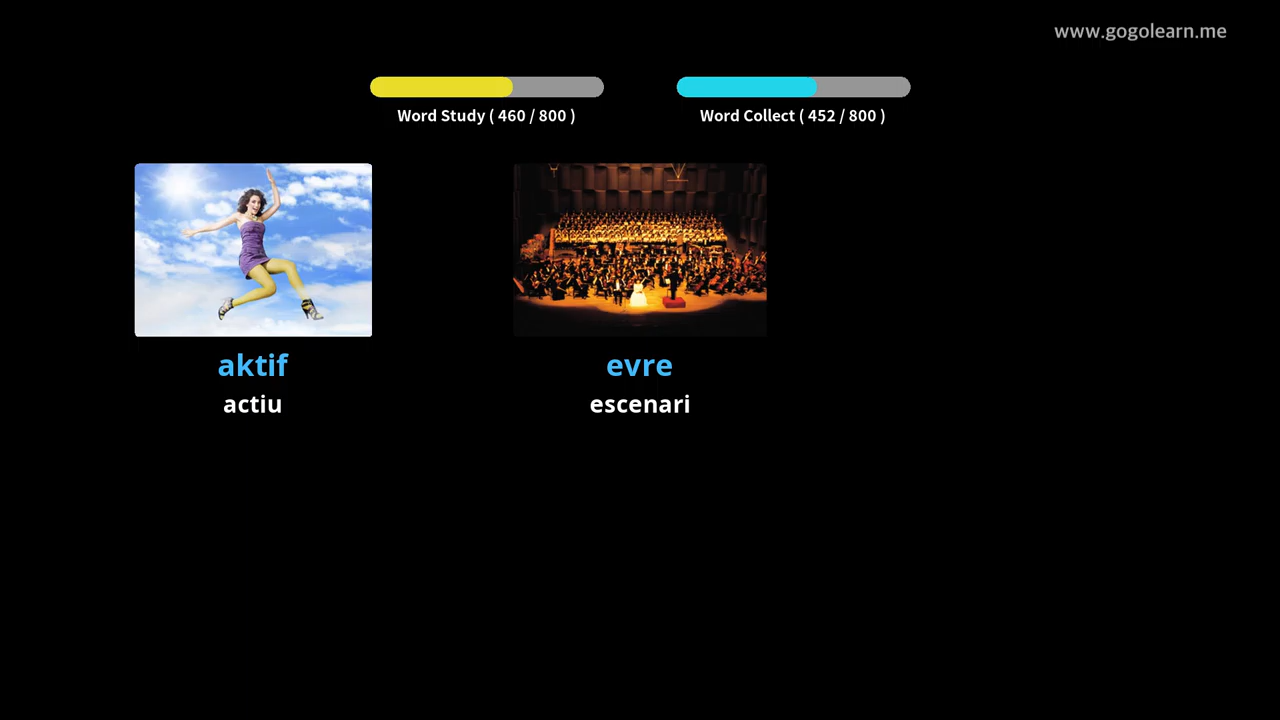 www.gogolearn.me
Word Study ( 460 / 800 )
Word Collect ( 452 / 800 )
aktif
evre
actiu
escenari